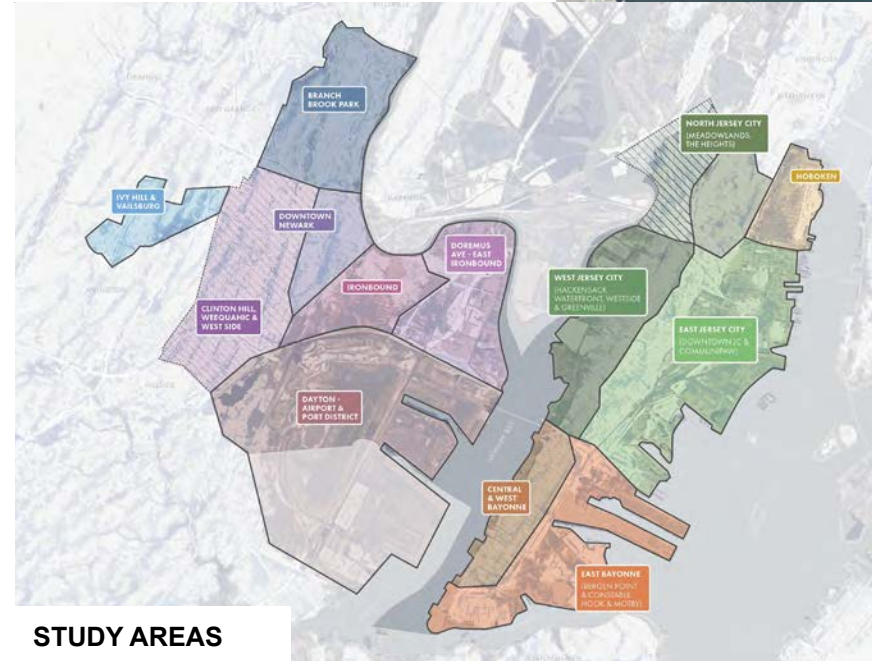 BRANCH
BROOK PARK
NORTH JERSEY CITY
(MEADOWLANDS,
THE HEIGHTS)
HOBOKEN
IVY HILL &
VAILSBURG
DOWNTOWN
NEWARK
DOREMUS
AVE - EAST
IRONBOUND
IRONBOUND
WEST JERSEY CITY
(HACKENSACK
WATERFRONT, WESTSIDE
& GREENVILLE)
CLINTON HILL,
WEEQUAHIC &
WEST SIDE
EAST JERSEY CITY
(DOWNTOWN JC &
COMMUNIPAW)
DAYTON -
AIRPORT &
PORT DISTRICT
CENTRAL
& WEST
BAYONNE
EAST BAYONNE
(BERGEN POINT
& CONSTABLE
HOOK & MOTBY)
STUDY AREAS